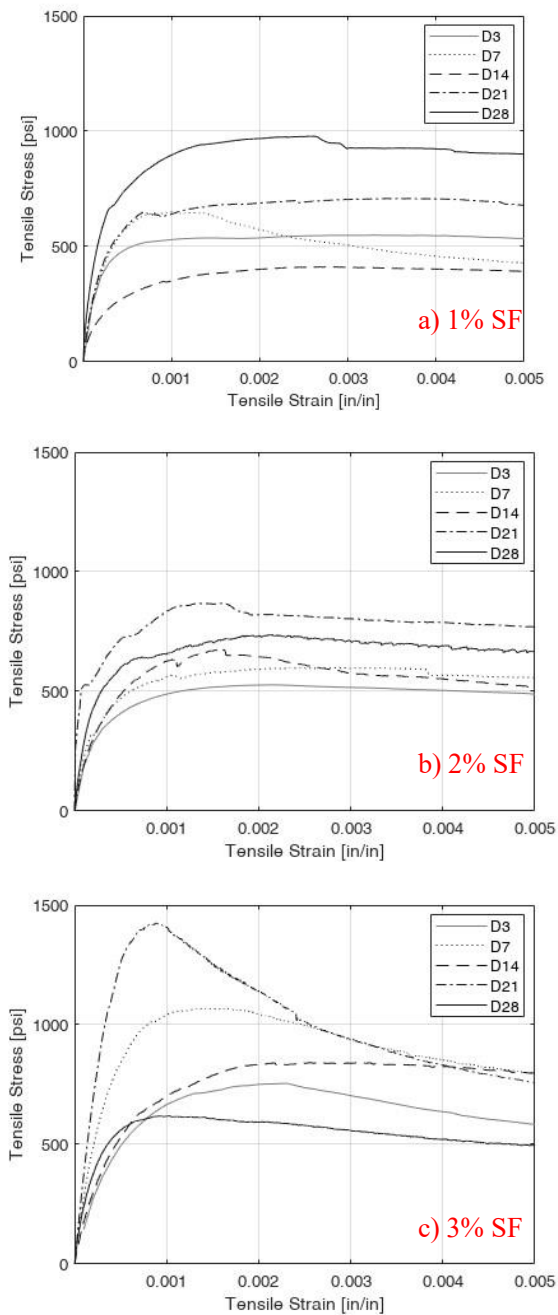 1500
1000
500
0
Tensile Stress [psi]
D3
D7
D14
D21
D28
a) 1% SF
0.001 0.002 0.003 0.004 0.005
Tensile Strain [in/in]
1500
1000
500
0
Tensile Stress [psi]
D3
D7
D14
D21
D28
b) 2% SF
0.001 0.002 0.003 0.004 0.005
Tensile Strain [in/in]
1500
1000
500
0
Tensile Stress [psi]
D3
D7
D14
D21
D28
c) 3% SF
0.001 0.002 0.003 0.004 0.005
Tensile Strain [in/in]